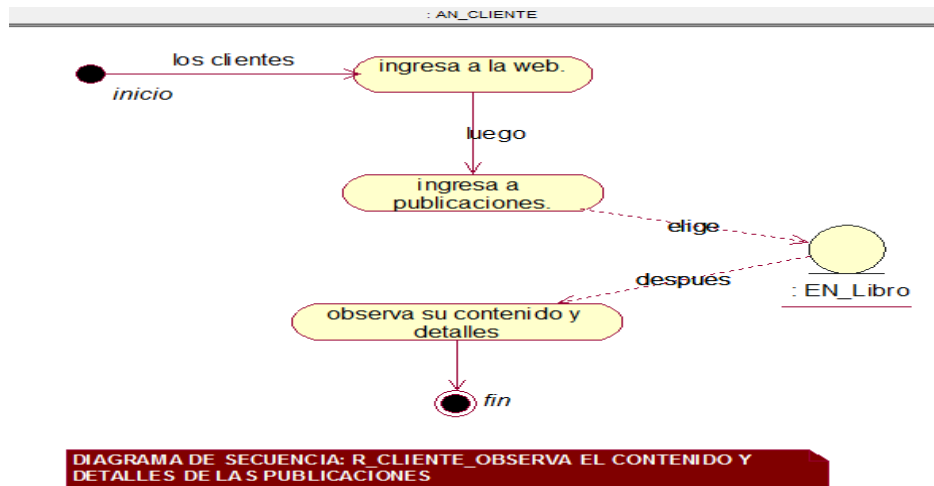 : AN_CLIENTE
los clientes
ingresa a la web.
inicio
luego
ingresa a
publicaciones.
elige
despues
: EN_Libro
observa su contenido y
detalles
fin
DIAGRAMA DE SECUENCIA: R_CLIENTE_OBSERVA EL CONTENIDO Y
DETALLES DE LAS PUBLICACIONES